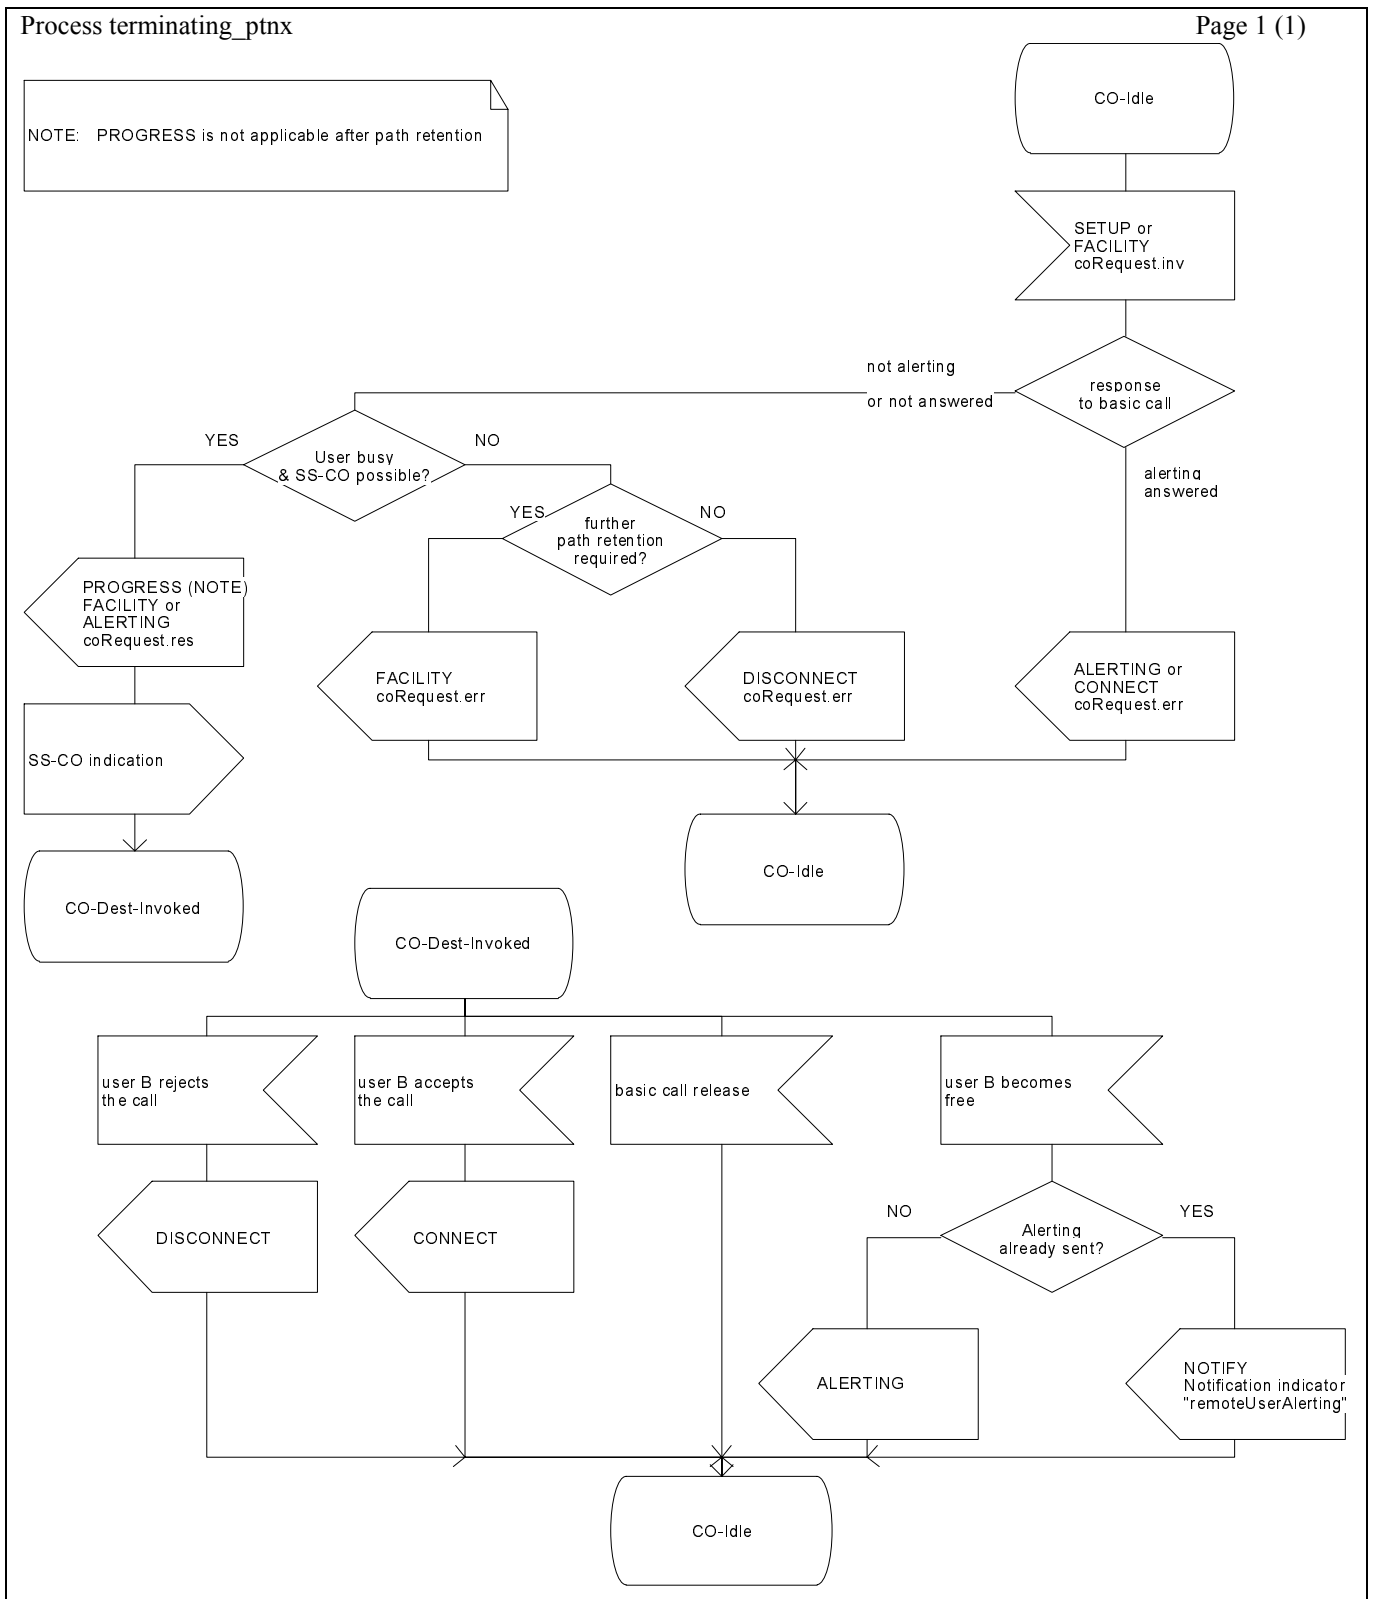 Process terminating_ptnx
Page 1 (1)
CO-Idle
NOTE: PROGRESS is not applicable after path retention
SETUP or
FACILITY
coRequest.inv
not alerting
or not answered
response
to basic call
YES
NO
User busy
& SS-CO possible?
alerting
answered
YES
NO
further
path retention
required?
PROGRESS (NOTE)
FACILITY or
ALERTING
coRequest.res
FACILITY
coRequest.err
DISCONNECT
coRequest.err
ALERTING or
CONNECT
coRequest.err
SS-CO indication
CO-Idle
CO-Dest-Invoked
CO-Dest-Invoked
user B rejects
the call
user B accepts
the call
basic call release
user B becomes
free
NO
YES
Alerting
already sent?
DISCONNECT
CONNECT
ALERTING
NOTIFY
Notification indicator
"remoteUserAlerting"
CO-Idle